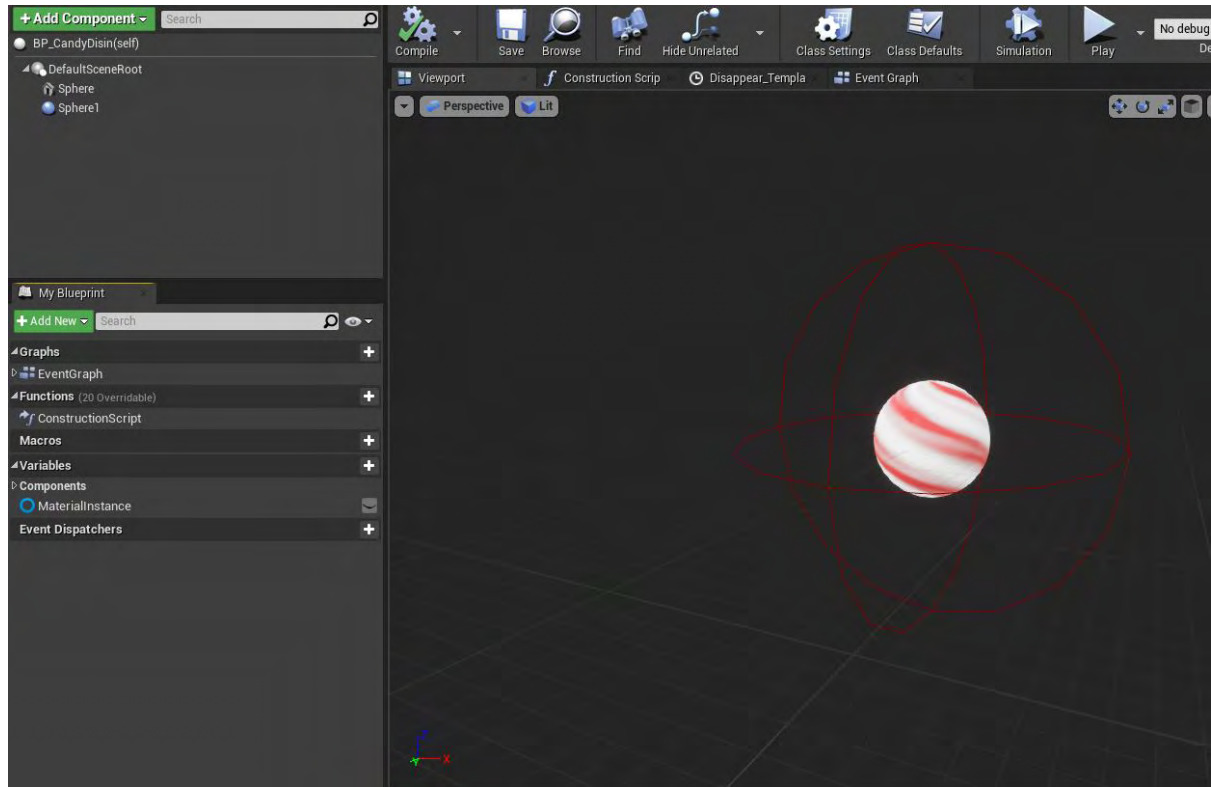 + Add Component
Search
BP_CandyDisin(self)
DefaultSceneRoot
Sphere
Sphere1
My Blueprint
+ Add New
Search
Graphs
EventGraph
Functions (20 Overridable)
ConstructionScript
Macros
Variables
Components
MaterialInstance
Event Dispatchers
Compile
Save
Browse
Find
Hide Unrelated
Class Settings
Class Defaults
Simulation
Play
No debug
De
Viewport
Construction Scrip
Disappear_Templa
Event Graph
Perspective
Lit
Z
X
Y